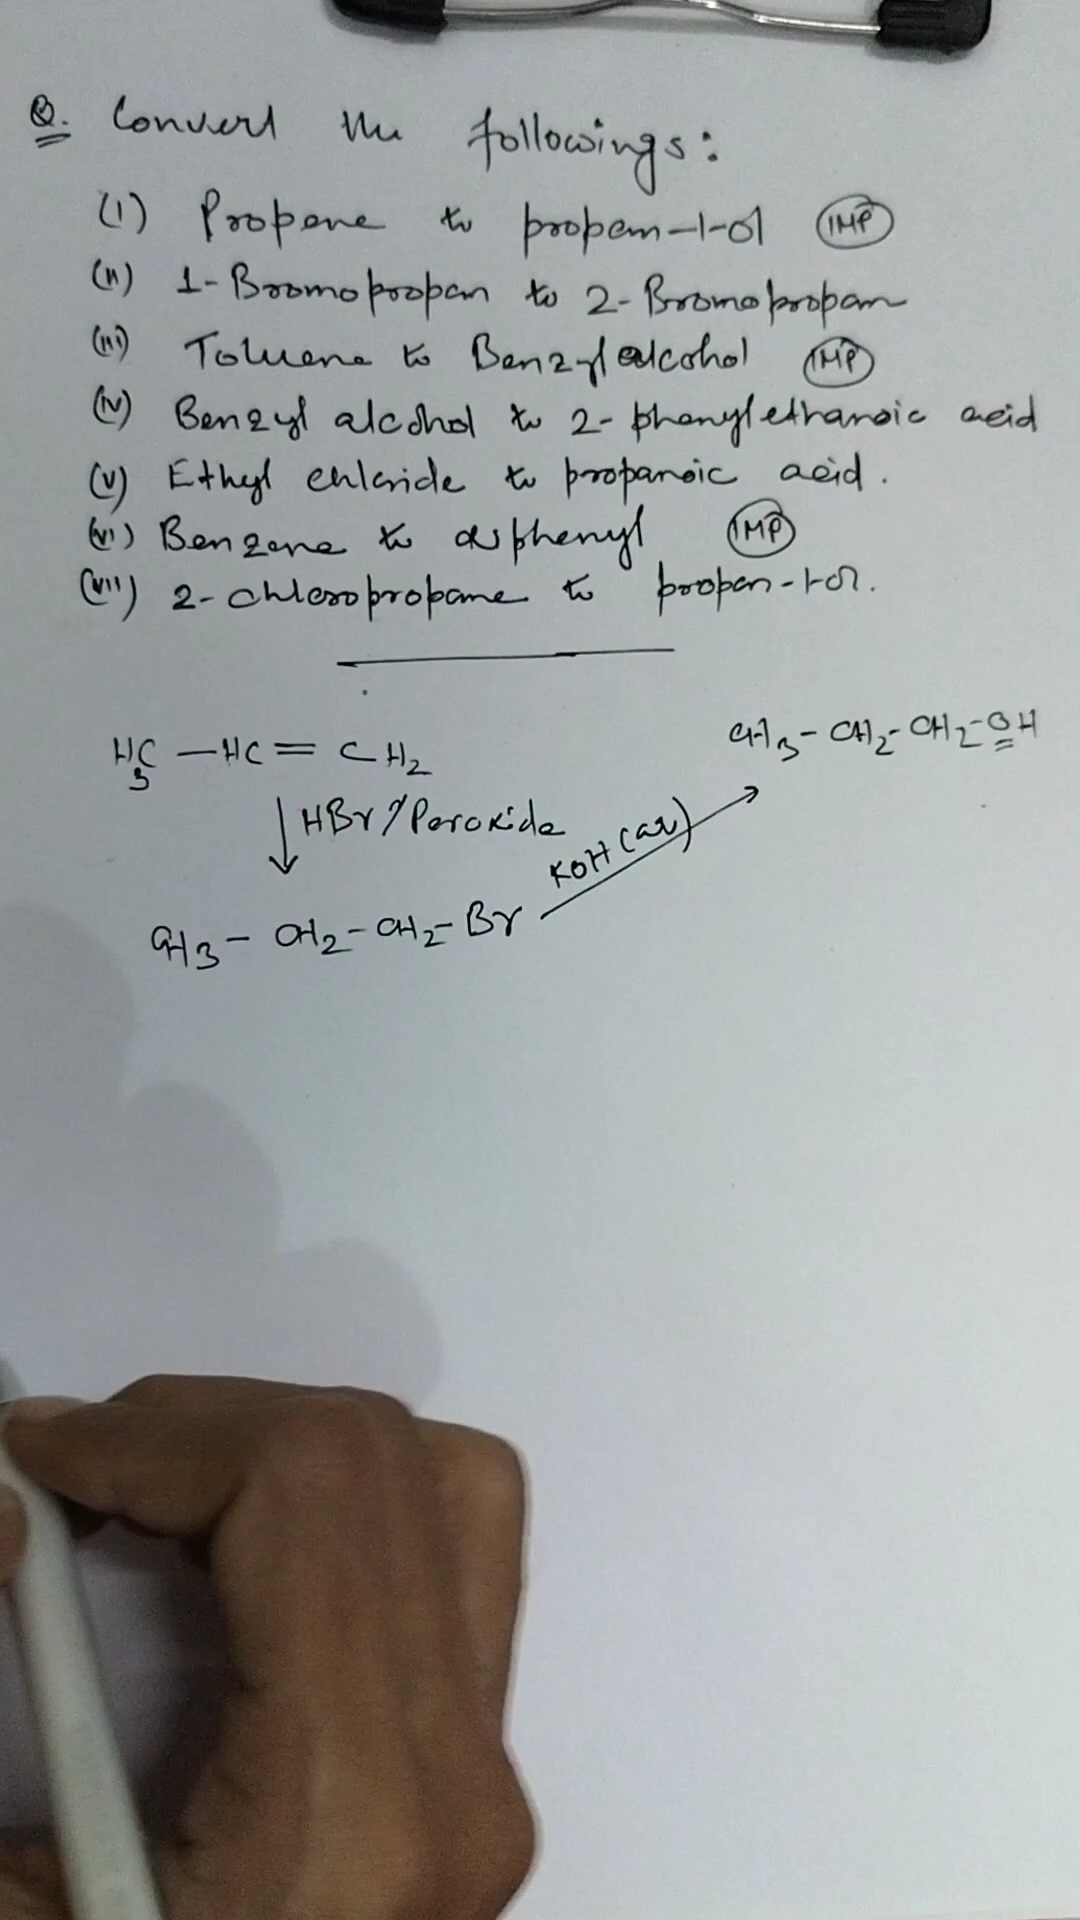 Q. Convert the followings:
(i) Propene to propan-1-ol IMP
(ii) 1-Bromopropan to 2-Bromopropan
(iii) Toluene to Benzyl alcohol IMP
(iv) Benzyl alcohol to 2-phenylethanoic acid
(v) Ethyl chloride to propanoic acid.
(vi) Benzene to diphenyl IMP
(vii) 2-chloropropane to propan-1-ol.
H3C — HC = CH2
CH3-CH2-CH2-OH
HBr / Peroxide
KOH (aq)
CH3-CH2-CH2-Br